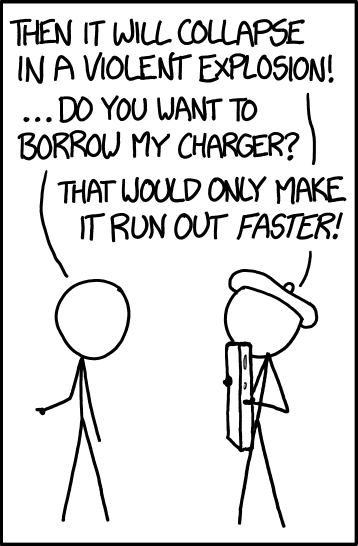 THEN IT WILL COLLAPSE
IN A VIOLENT EXPLOSION!
...DO YOU WANT TO
BORROW MY CHARGER?
THAT WOULD ONLY MAKE
IT RUN OUT FASTER!